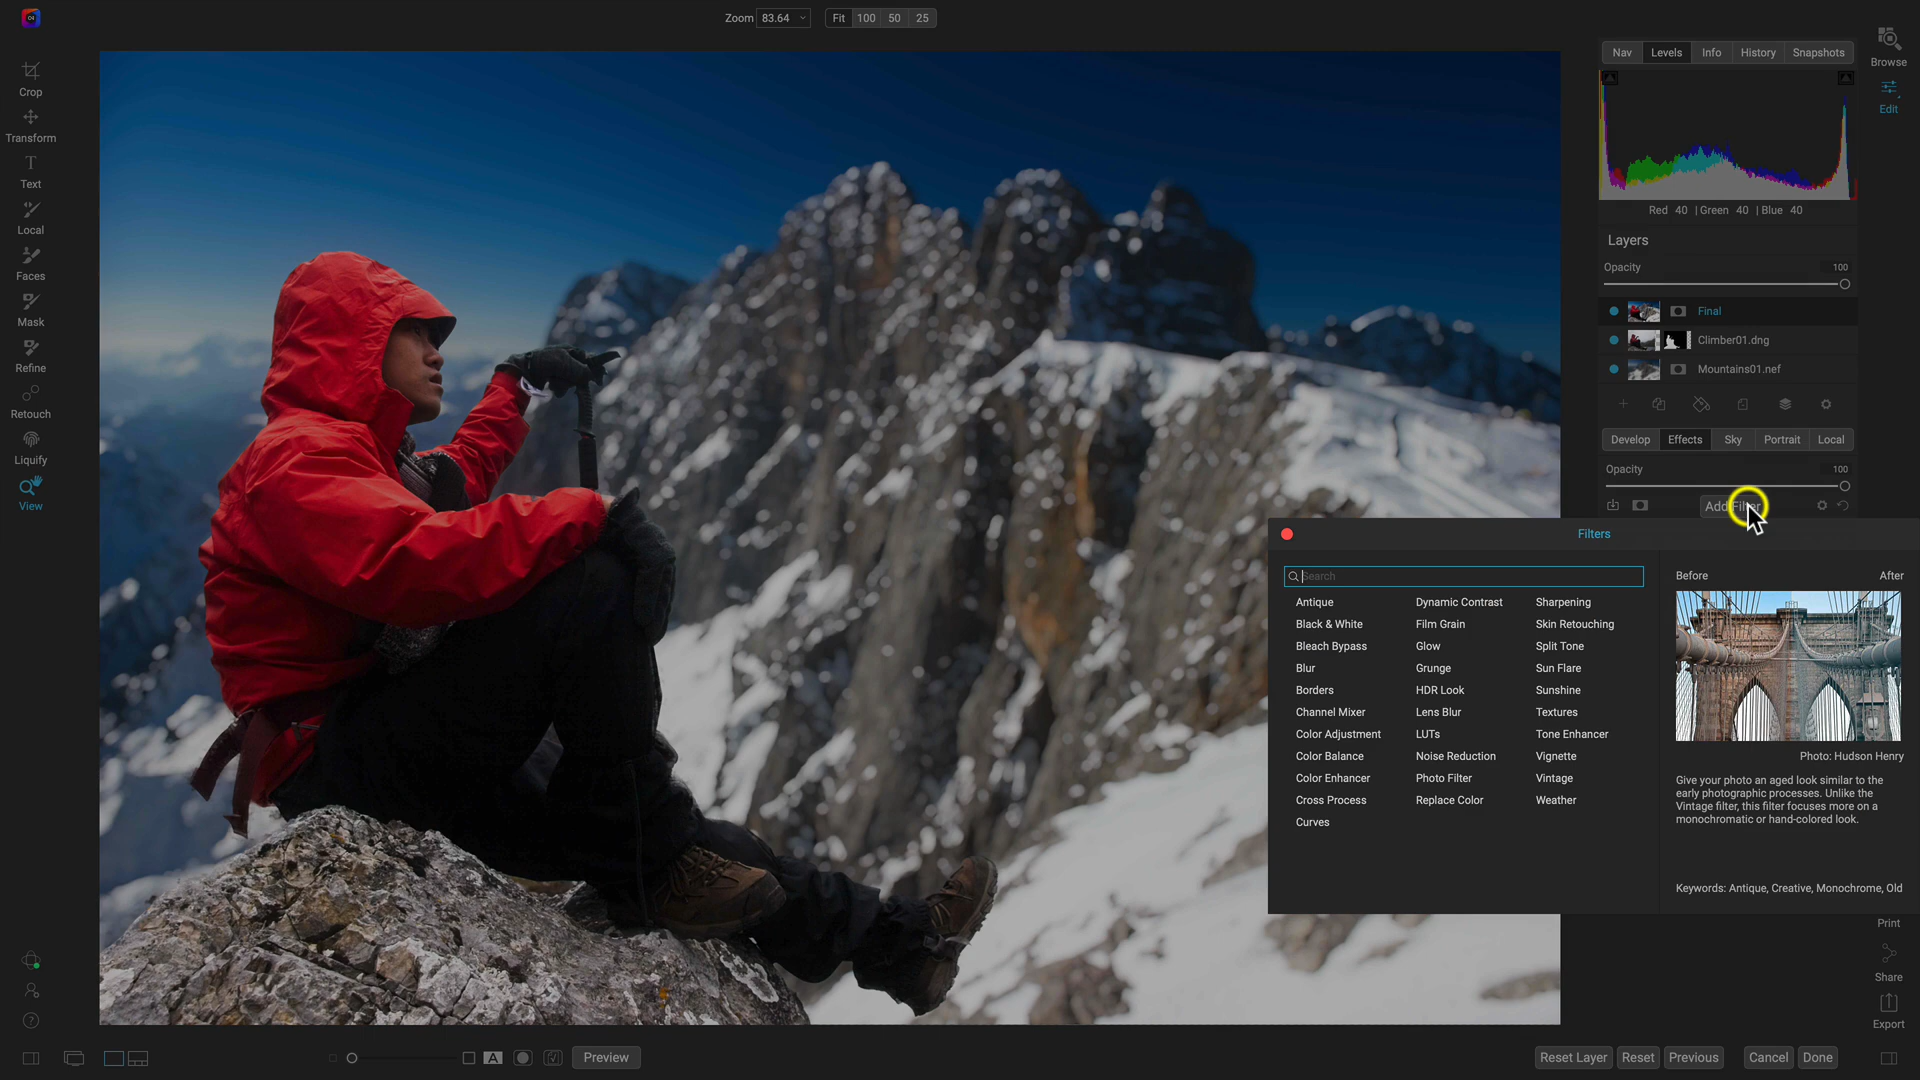 Zoom 83.64 Fit 100 50 25
Nav Levels Info History Snapshots
Browse
Edit
Crop
Transform
Text
Local
Faces
Mask
Refine
Retouch
Liquify
View
Red 40 | Green 40 | Blue 40
Layers
Opacity 100
Final
Climber01.dng
Mountains01.nef
Develop Effects Sky Portrait Local
Opacity 100
Add Filter
Filters
Search
Antique Dynamic Contrast Sharpening
Black & White Film Grain Skin Retouching
Bleach Bypass Glow Split Tone
Blur Grunge Sun Flare
Borders HDR Look Sunshine
Channel Mixer Lens Blur Textures
Color Adjustment LUTs Tone Enhancer
Color Balance Noise Reduction Vignette
Color Enhancer Photo Filter Vintage
Cross Process Replace Color Weather
Curves
Before After
Photo: Hudson Henry
Give your photo an aged look similar to the
early photographic processes. Unlike the
Vintage filter, this filter focuses more on a
monochromatic or hand-colored look.
Keywords: Antique, Creative, Monochrome, Old
Print
Share
Export
A Preview
Reset Layer Reset Previous Cancel Done